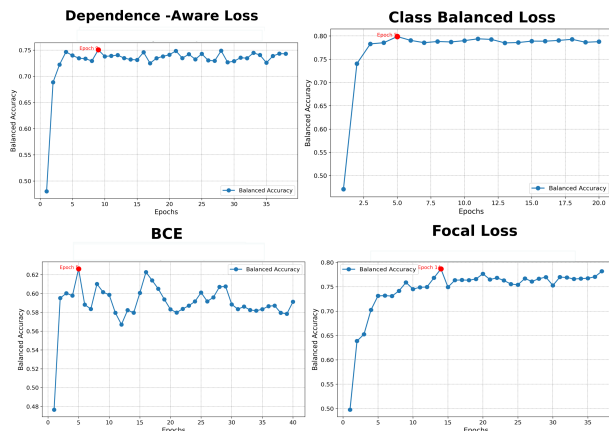 Dependence -Aware Loss
Epoch 9
Balanced Accuracy
0.75
0.70
0.65
0.60
0.55
0.50
Balanced Accuracy
0 5 10 15 20 25 30 35
Epochs
Class Balanced Loss
Epoch 5
Balanced Accuracy
0.80
0.75
0.70
0.65
0.60
0.55
0.50
Balanced Accuracy
2.5 5.0 7.5 10.0 12.5 15.0 17.5 20.0
Epochs
BCE
Epoch 5
Balanced Accuracy
Balanced Accuracy
0.62
0.60
0.58
0.56
0.54
0.52
0.50
0.48
0 5 10 15 20 25 30 35 40
Epochs
Focal Loss
Balanced Accuracy
Epoch 14
Balanced Accuracy
0.80
0.75
0.70
0.65
0.60
0.55
0.50
0 5 10 15 20 25 30 35
Epochs